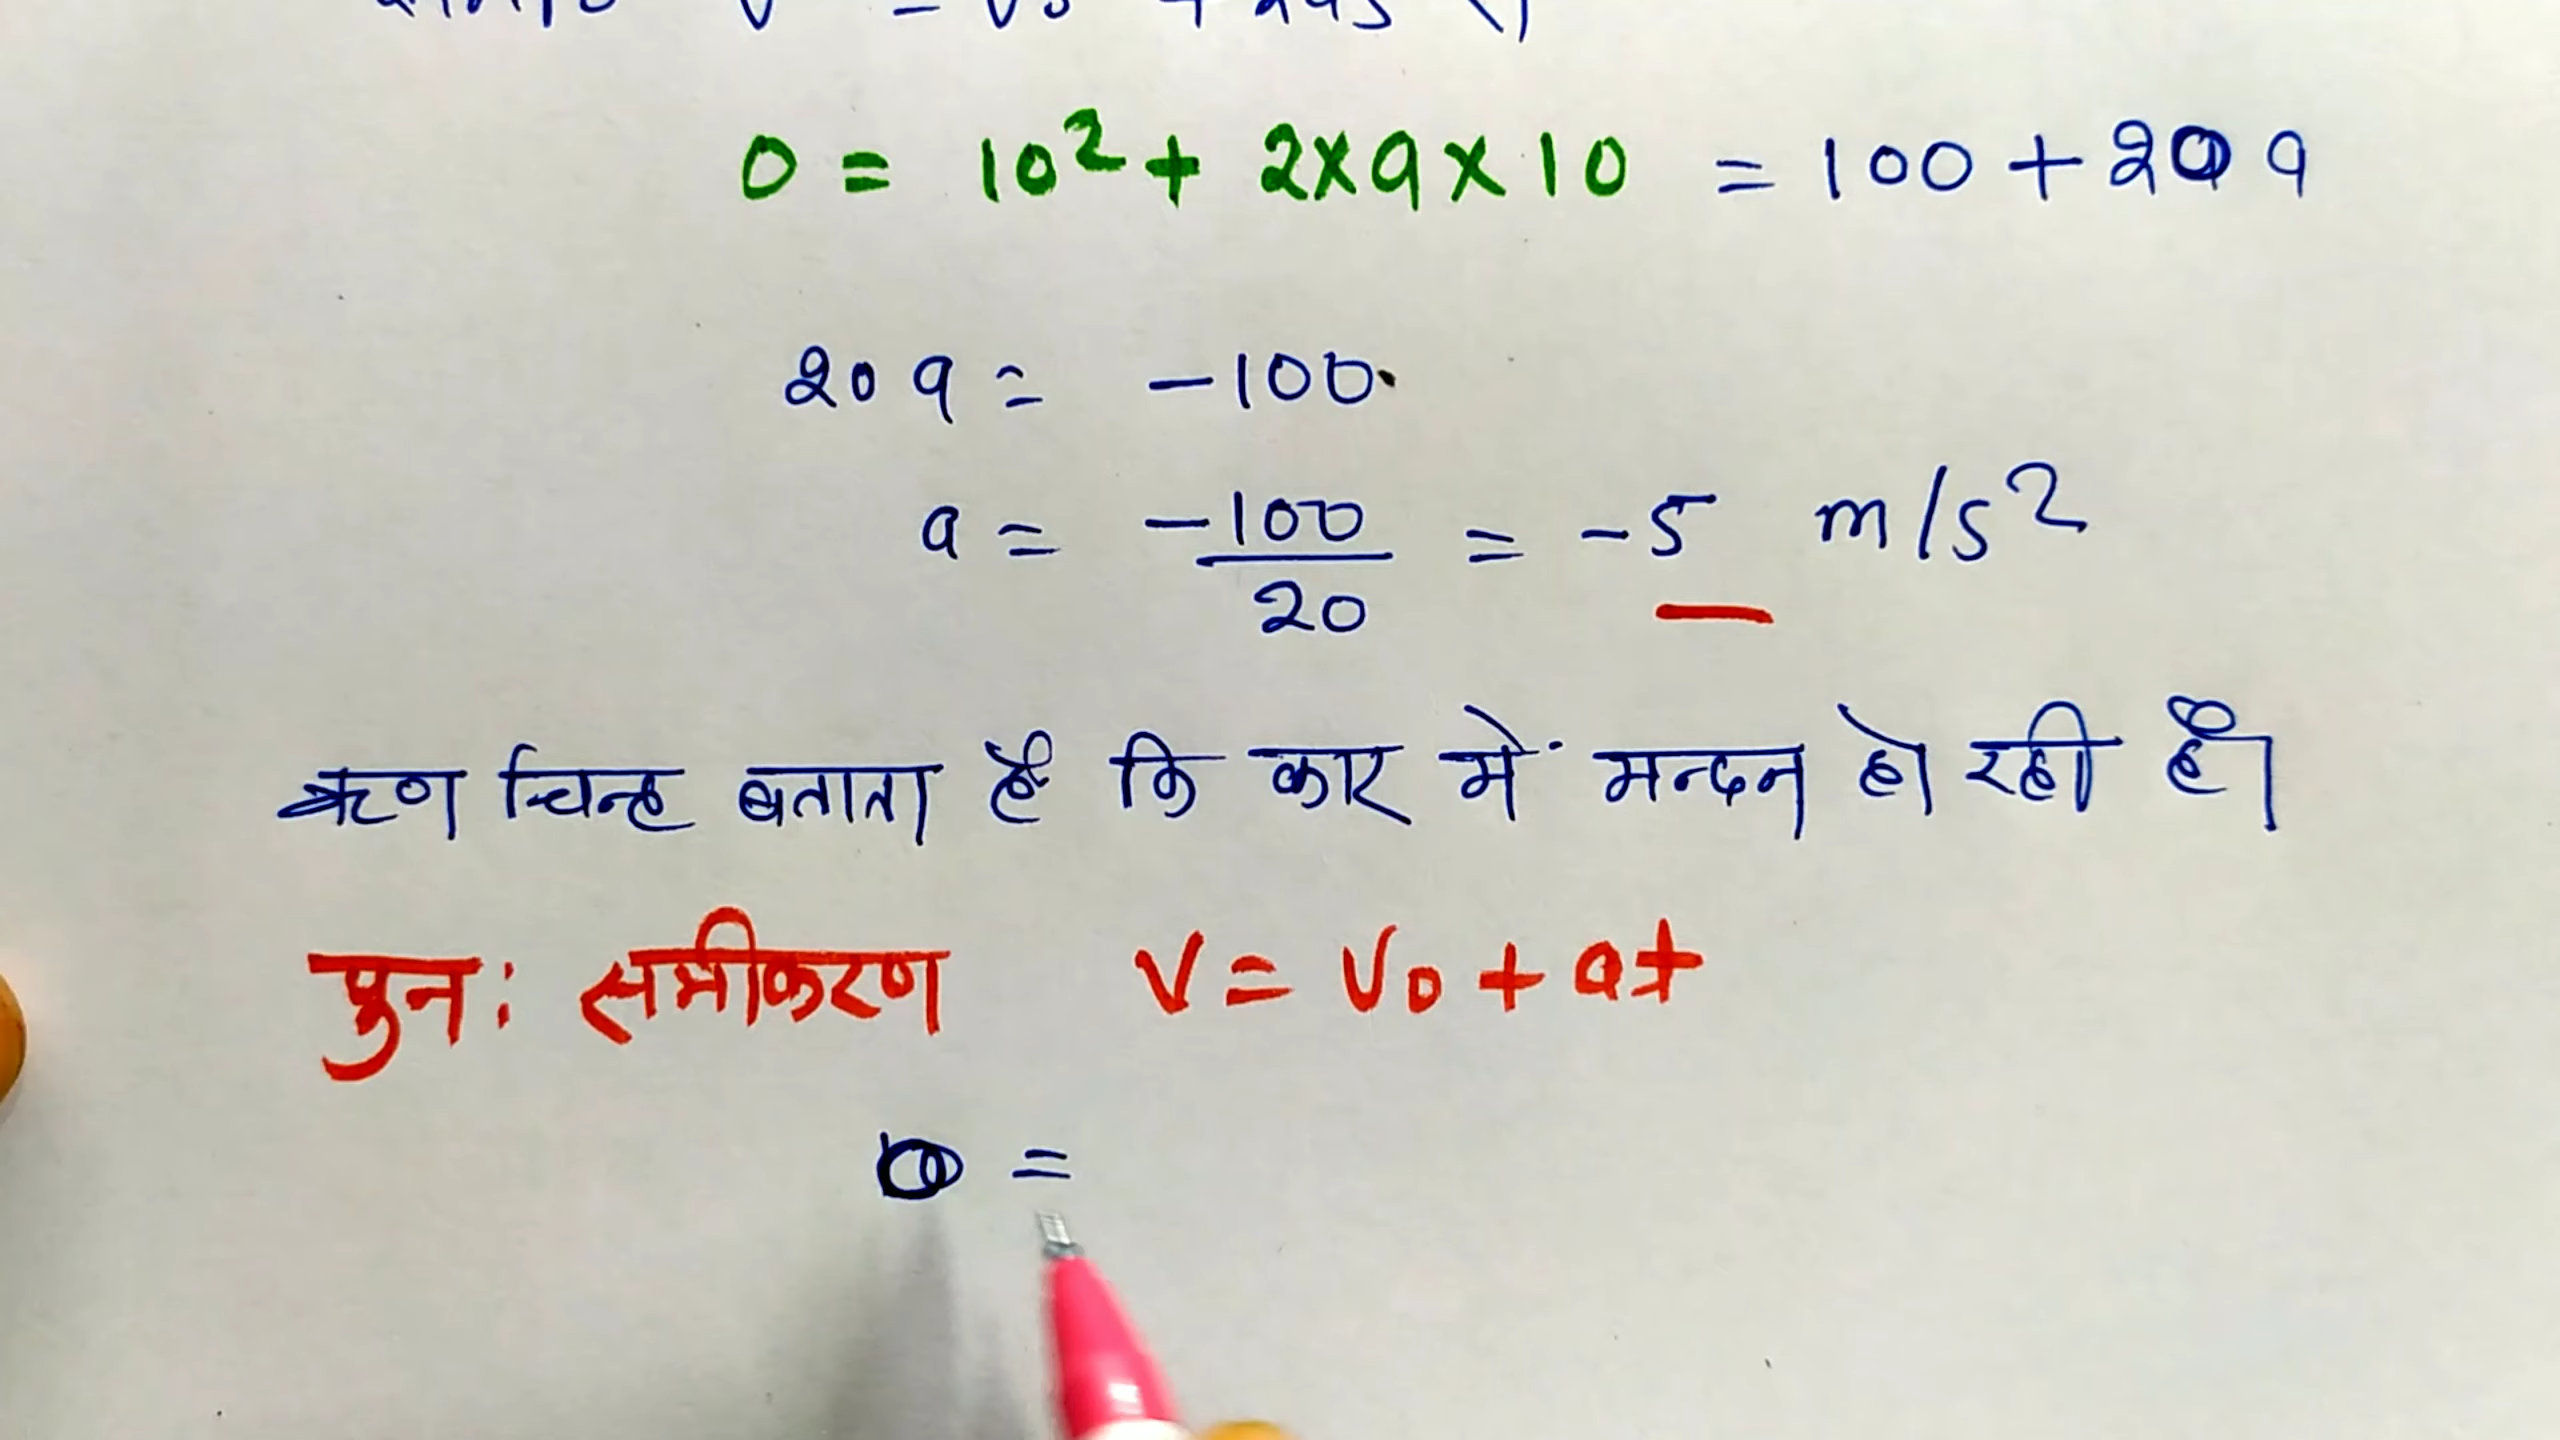 0 = 10² + 2×a×10 = 100 + 20a
20a = -100
a = -100/20 = -5 m/s²
ऋण चिन्ह बताता है कि कार में मन्दन हो रही है।
पुनः समीकरण V = V₀ + at
0 =